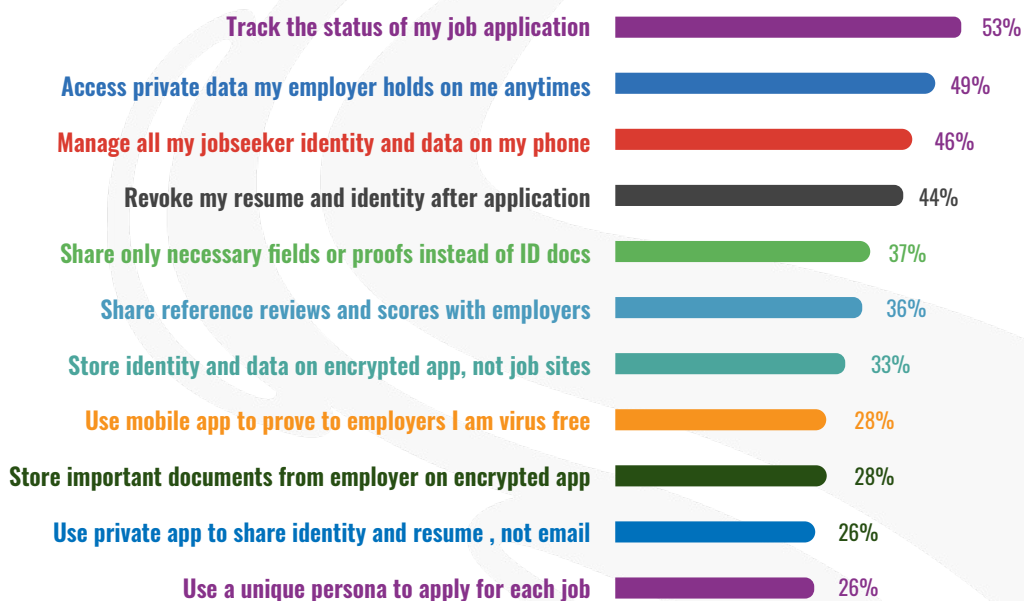 Track the status of my job application 53%
Access private data my employer holds on me anytimes 49%
Manage all my jobseeker identity and data on my phone 46%
Revoke my resume and identity after application 44%
Share only necessary fields or proofs instead of ID docs 37%
Share reference reviews and scores with employers 36%
Store identity and data on encrypted app, not job sites 33%
Use mobile app to prove to employers I am virus free 28%
Store important documents from employer on encrypted app 28%
Use private app to share identity and resume , not email 26%
Use a unique persona to apply for each job 26%